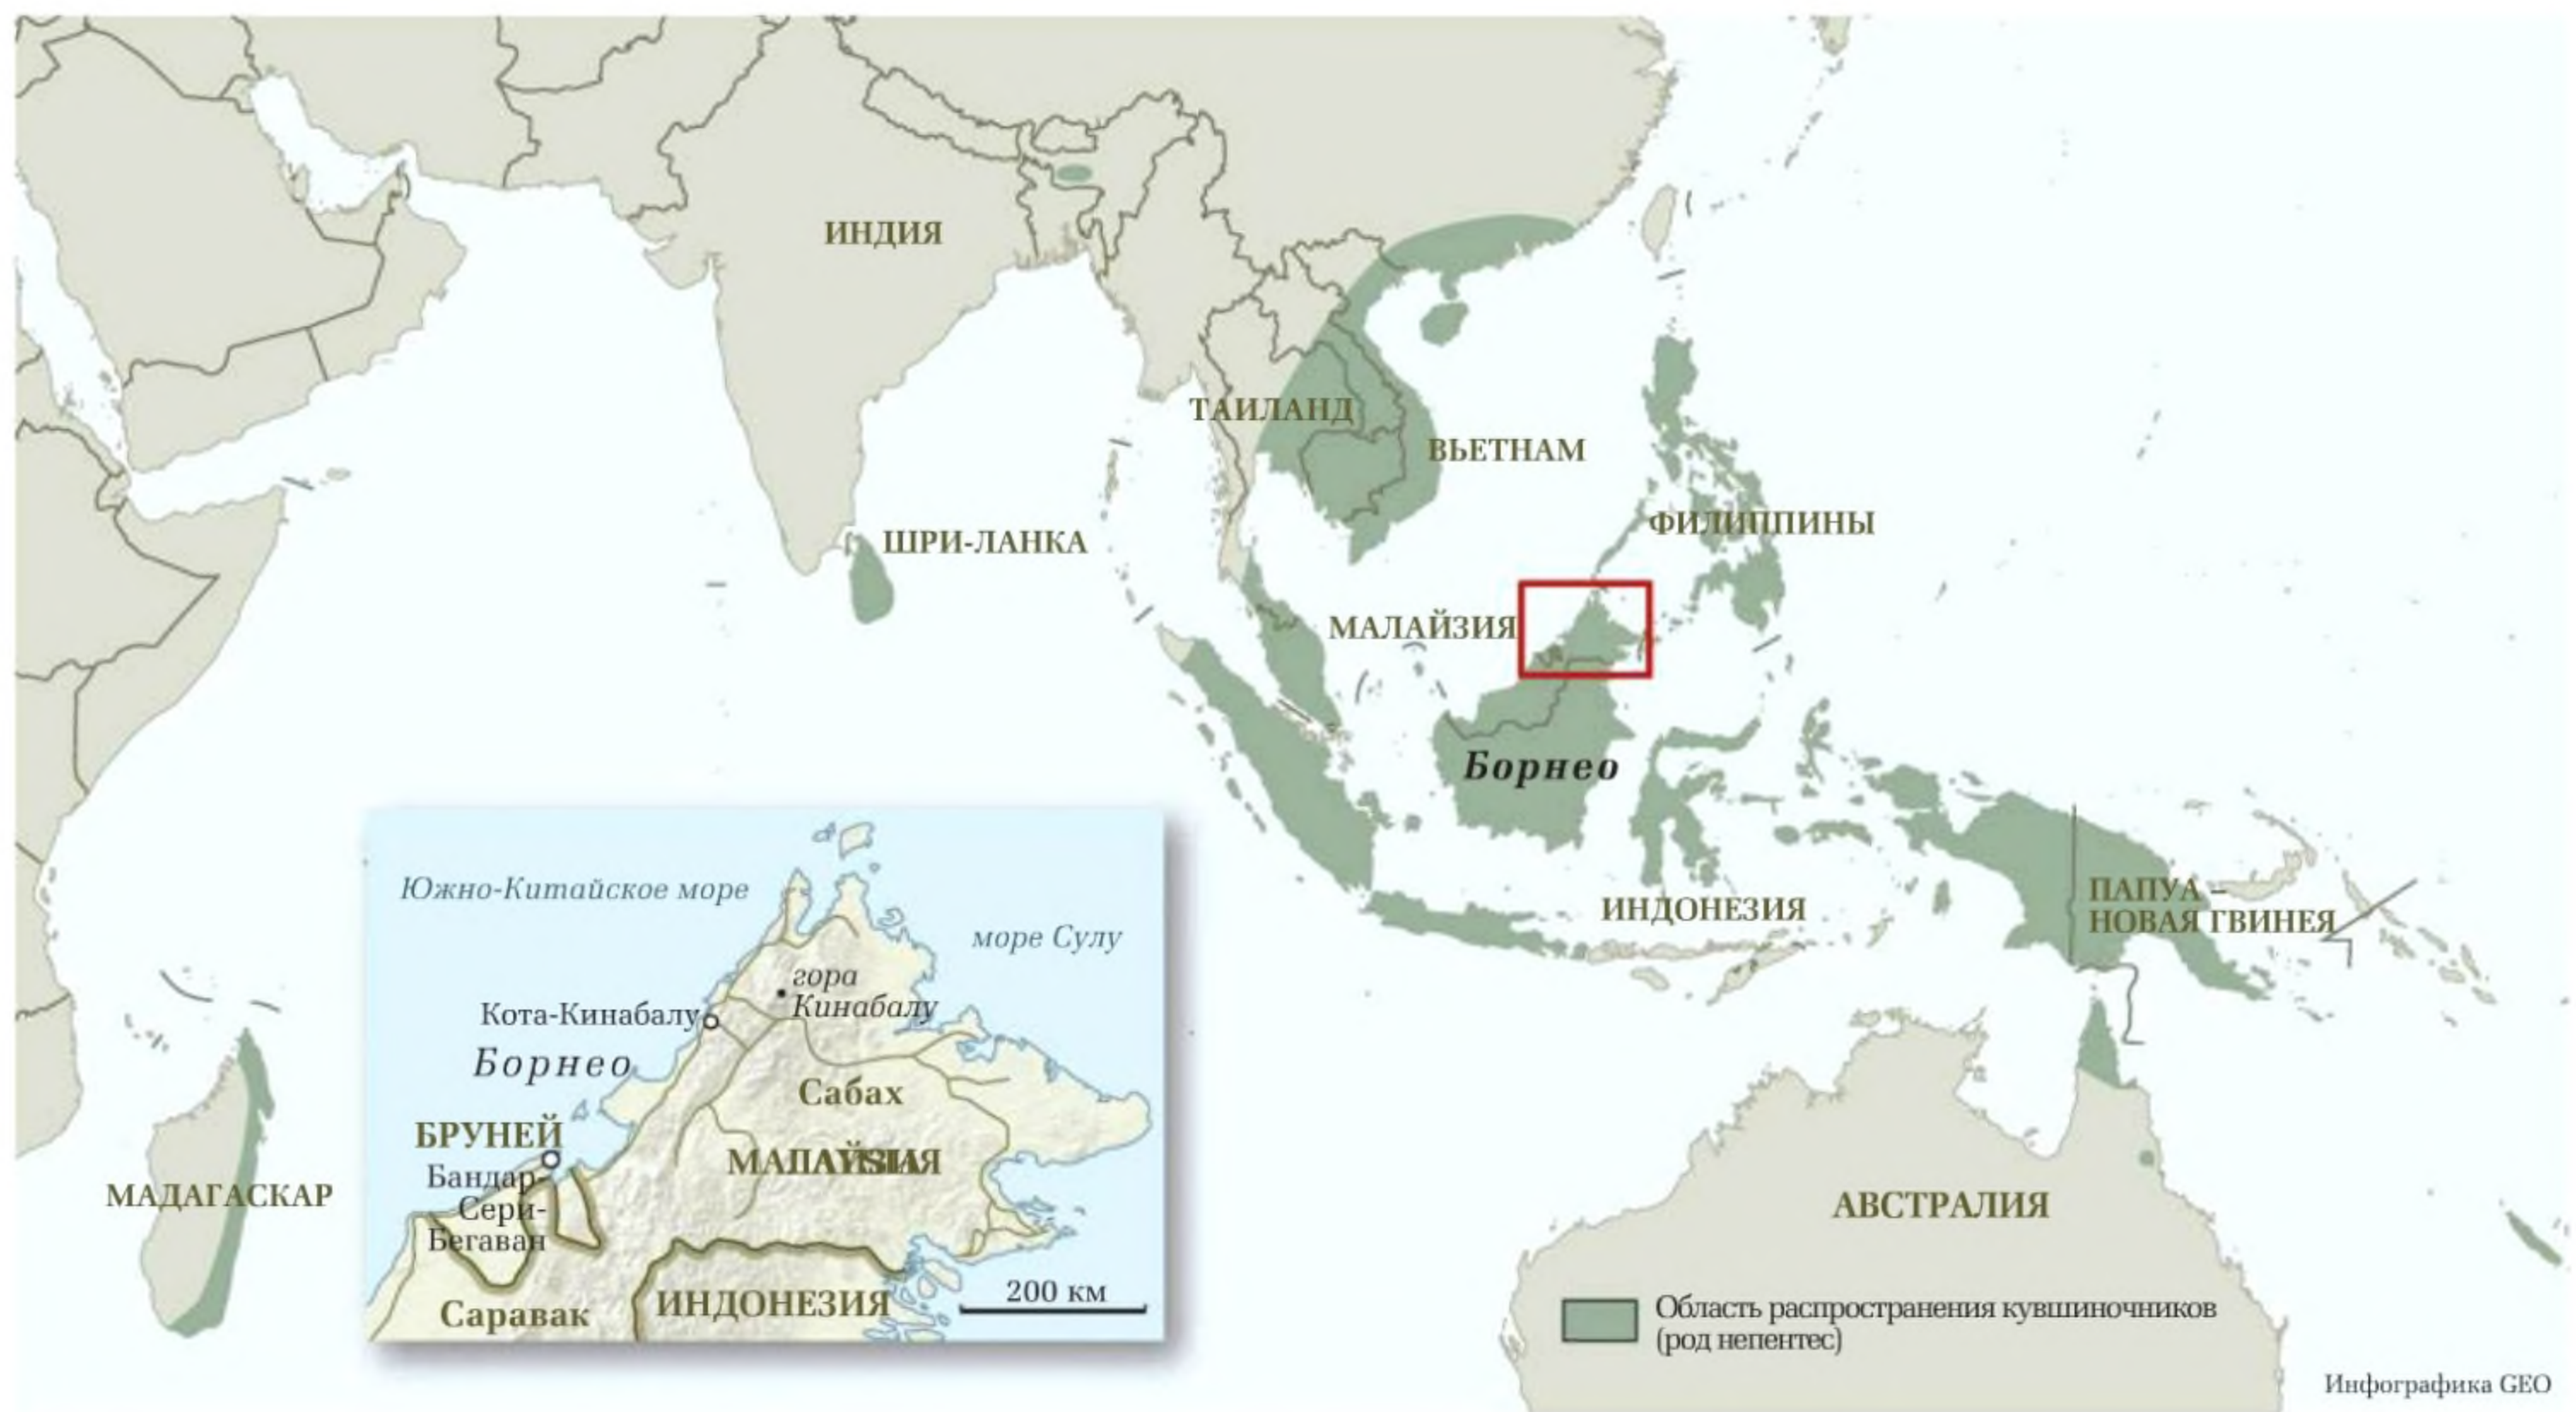 ИНДИЯ
ТАИЛАНД
ВЬЕТНАМ
ШРИ-ЛАНКА
ФИЛИППИНЫ
МАЛАЙЗИЯ
Борнео
ИНДОНЕЗИЯ
ПАПУА –
НОВАЯ ГВИНЕЯ
МАДАГАСКАР
АВСТРАЛИЯ
Южно-Китайское море
море Сулу
гора
Кинабалу
Кота-Кинабалу
Борнео
Сабах
БРУНЕЙ
Бандар-
Сери-
Бегаван
МАЛАЙЗИЯ
Саравак
ИНДОНЕЗИЯ
200 км
Область распространения кувшиночников
(род непентес)
Инфографика GEO